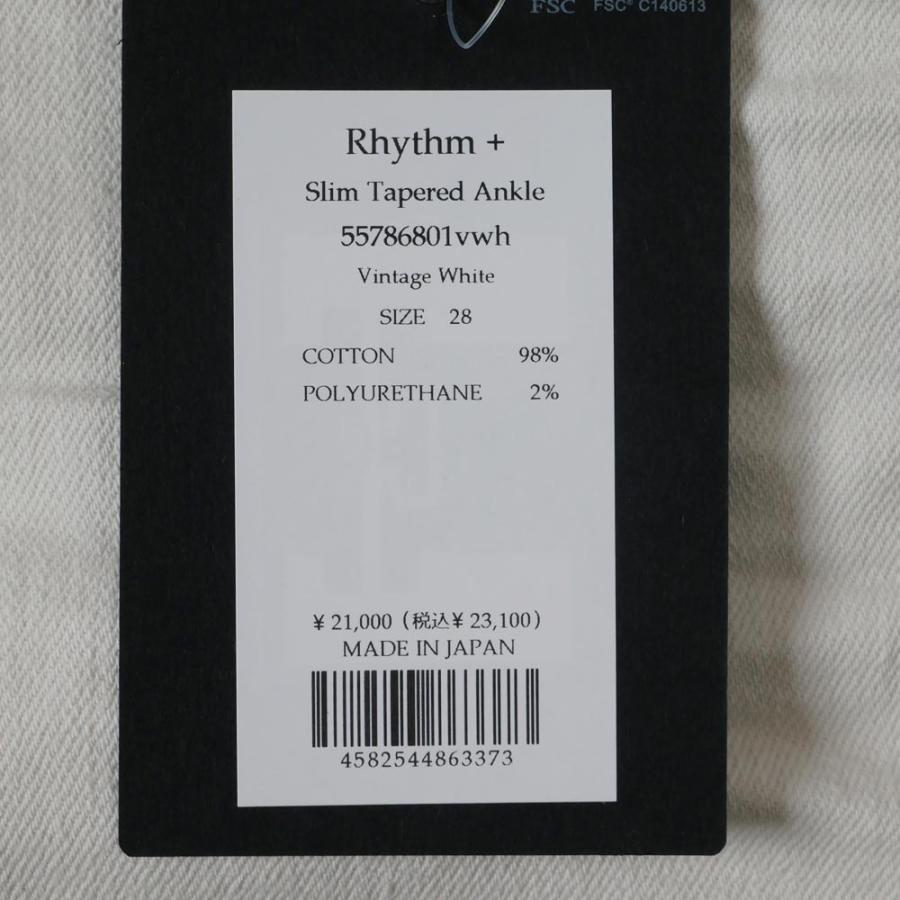 FSC FSC® C140613
Rhythm +
Slim Tapered Ankle
55786801vwh
Vintage White
SIZE 28
COTTON 98%
POLYURETHANE 2%
¥ 21,000 (税込¥ 23,100)
MADE IN JAPAN
4582544863373